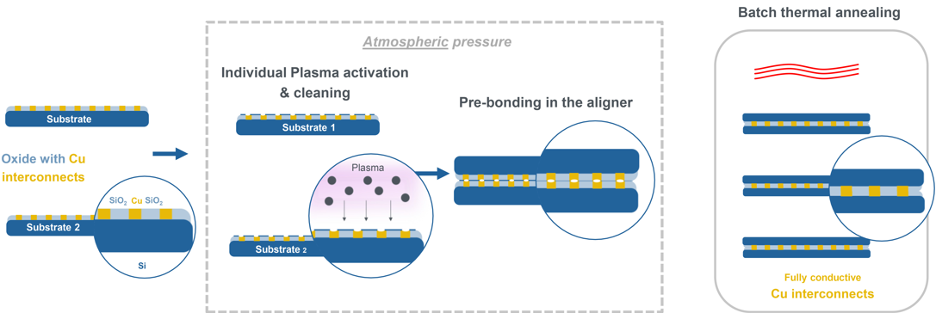 Batch thermal annealing
Atmospheric pressure
Individual Plasma activation
& cleaning
Pre-bonding in the aligner
Substrate
Substrate 1
Oxide with Cu
interconnects
Plasma
SiO2 Cu SiO2
Substrate 2
Substrate 2
Si
Fully conductive
Cu interconnects